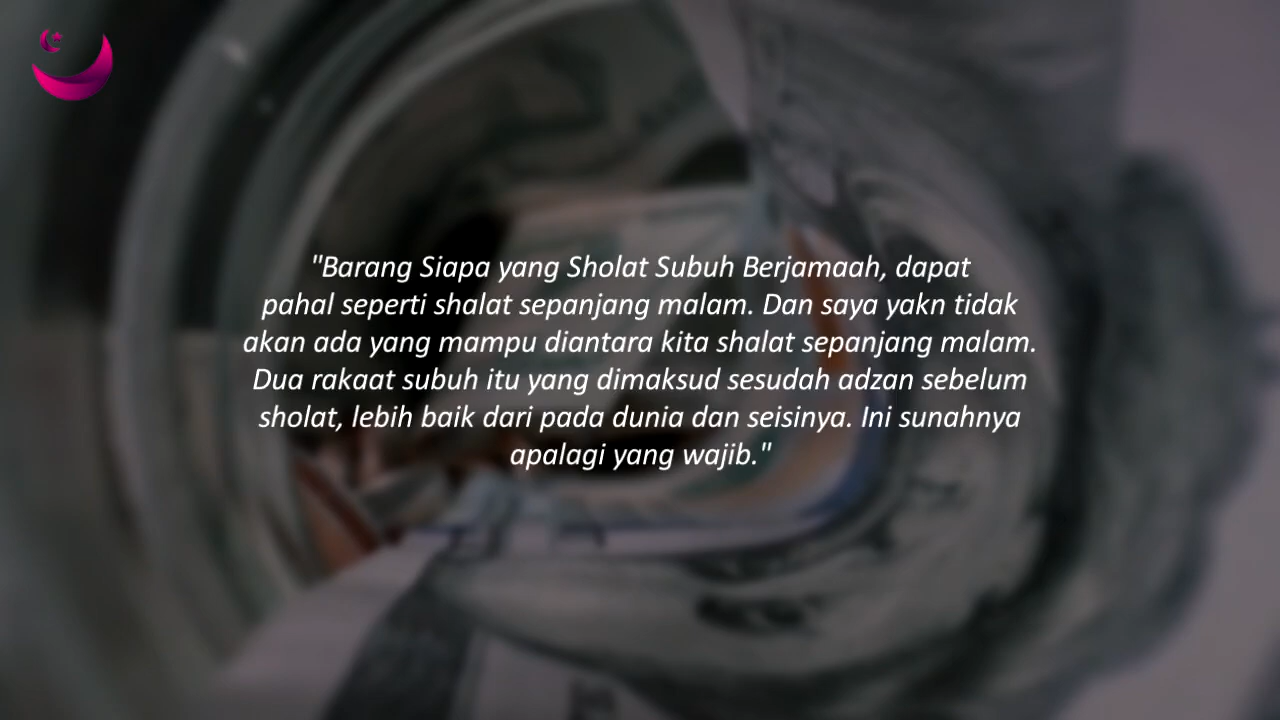 "Barang Siapa yang Sholat Subuh Berjamaah, dapat
pahal seperti shalat sepanjang malam. Dan saya yakn tidak
akan ada yang mampu diantara kita shalat sepanjang malam.
Dua rakaat subuh itu yang dimaksud sesudah adzan sebelum
sholat, lebih baik dari pada dunia dan seisinya. Ini sunahnya
apalagi yang wajib."